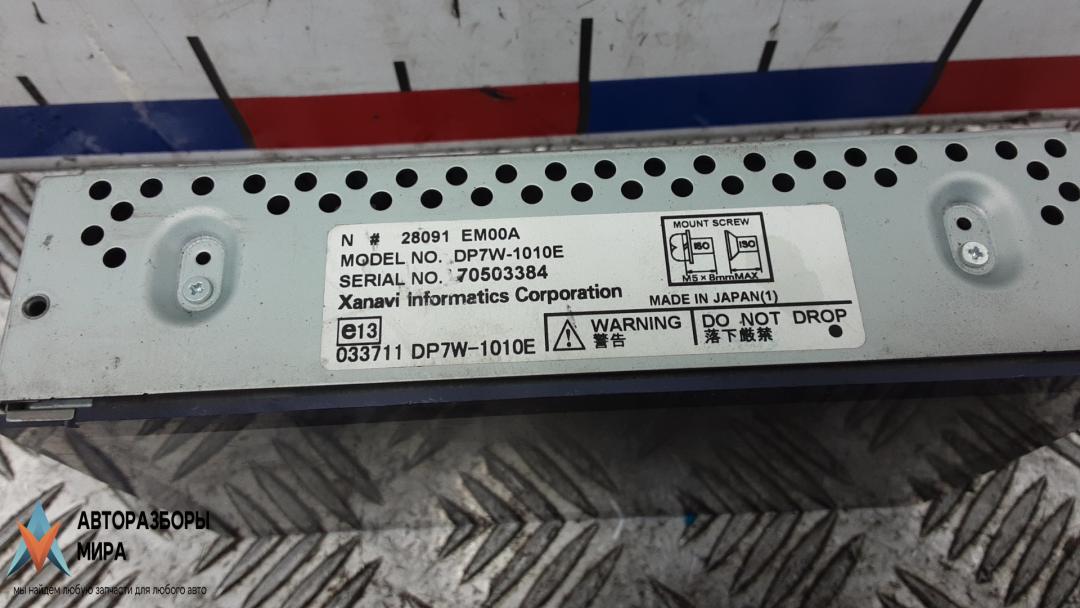 N # 28091 EM00A
MODEL NO. DP7W-1010E
SERIAL NO. 70503384
Xanavi Informatics Corporation
e13
033711 DP7W-1010E
MOUNT SCREW
ISO ISO
M5×8mmMAX
MADE IN JAPAN(1)
WARNING
警告
DO NOT DROP
落下厳禁
АВТОРАЗБОРЫ
МИРА
мы найдем любую запчасти для любого авто